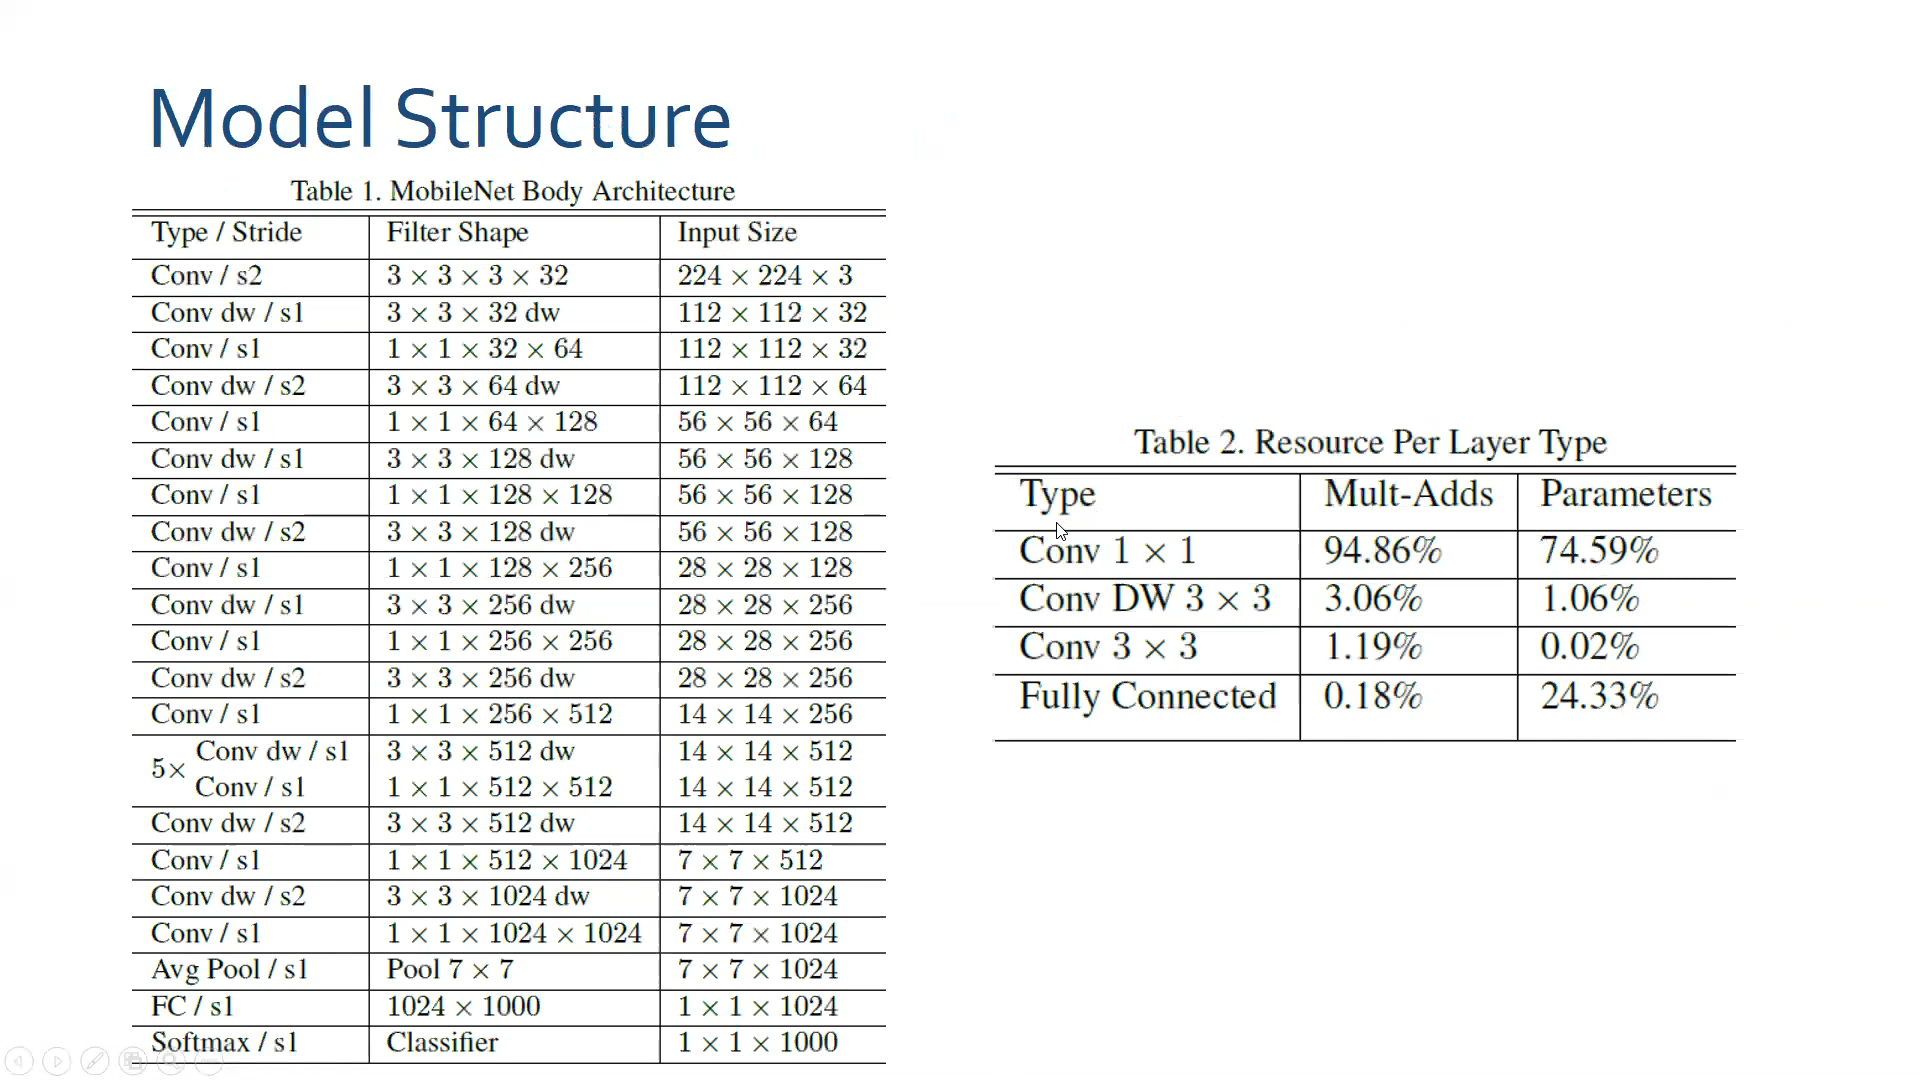 Model Structure
Table 1. MobileNet Body Architecture
Type / Stride Filter Shape Input Size
Conv / s2 3 × 3 × 3 × 32 224 × 224 × 3
Conv dw / s1 3 × 3 × 32 dw 112 × 112 × 32
Conv / s1 1 × 1 × 32 × 64 112 × 112 × 32
Conv dw / s2 3 × 3 × 64 dw 112 × 112 × 64
Conv / s1 1 × 1 × 64 × 128 56 × 56 × 64
Conv dw / s1 3 × 3 × 128 dw 56 × 56 × 128
Conv / s1 1 × 1 × 128 × 128 56 × 56 × 128
Conv dw / s2 3 × 3 × 128 dw 56 × 56 × 128
Conv / s1 1 × 1 × 128 × 256 28 × 28 × 128
Conv dw / s1 3 × 3 × 256 dw 28 × 28 × 256
Conv / s1 1 × 1 × 256 × 256 28 × 28 × 256
Conv dw / s2 3 × 3 × 256 dw 28 × 28 × 256
Conv / s1 1 × 1 × 256 × 512 14 × 14 × 256
5× Conv dw / s1 3 × 3 × 512 dw 14 × 14 × 512
Conv / s1 1 × 1 × 512 × 512 14 × 14 × 512
Conv dw / s2 3 × 3 × 512 dw 14 × 14 × 512
Conv / s1 1 × 1 × 512 × 1024 7 × 7 × 512
Conv dw / s2 3 × 3 × 1024 dw 7 × 7 × 1024
Conv / s1 1 × 1 × 1024 × 1024 7 × 7 × 1024
Avg Pool / s1 Pool 7 × 7 7 × 7 × 1024
FC / s1 1024 × 1000 1 × 1 × 1024
Softmax / s1 Classifier 1 × 1 × 1000
Table 2. Resource Per Layer Type
Type Mult-Adds Parameters
Conv 1 × 1 94.86% 74.59%
Conv DW 3 × 3 3.06% 1.06%
Conv 3 × 3 1.19% 0.02%
Fully Connected 0.18% 24.33%